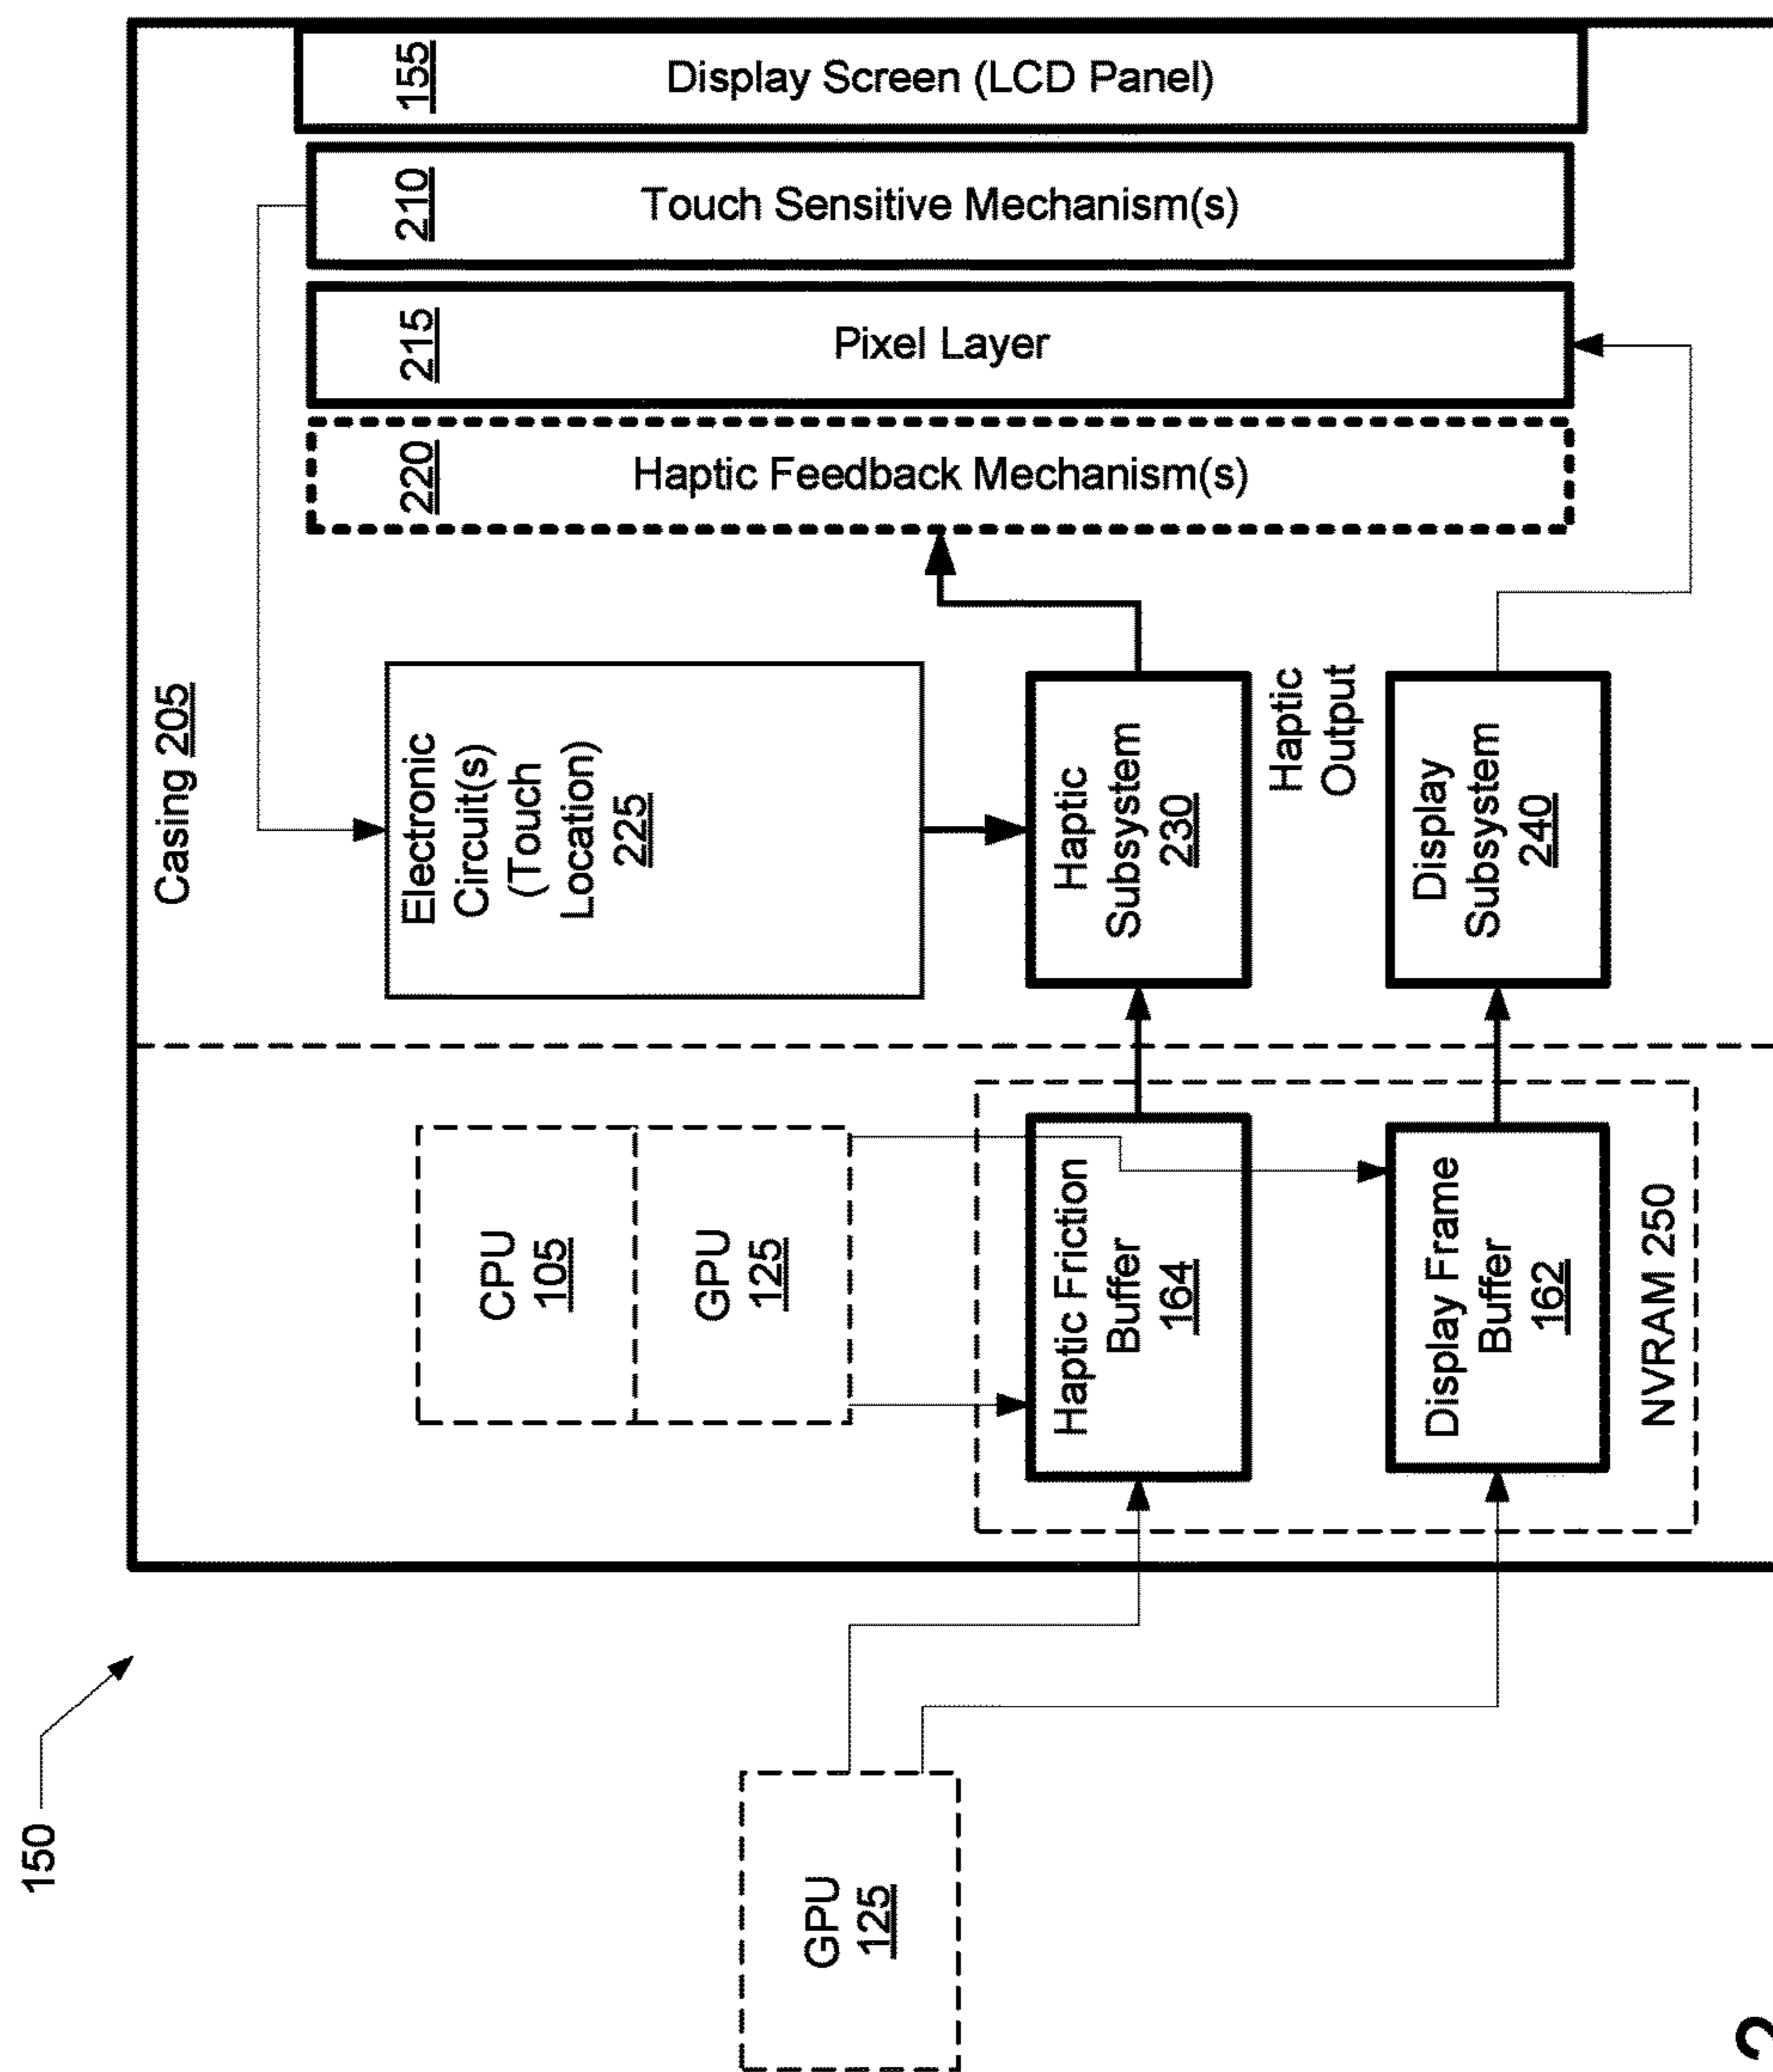 150
Casing 205
GPU
125
CPU
105
GPU
125
Haptic Friction
Buffer
164
Display Frame
Buffer
162
NVRAM 250
Electronic
Circuit(s)
(Touch
Location)
225
Haptic
Subsystem
230
Haptic
Output
Display
Subsystem
240
220
Haptic Feedback Mechanism(s)
215
Pixel Layer
210
Touch Sensitive Mechanism(s)
155
Display Screen (LCD Panel)